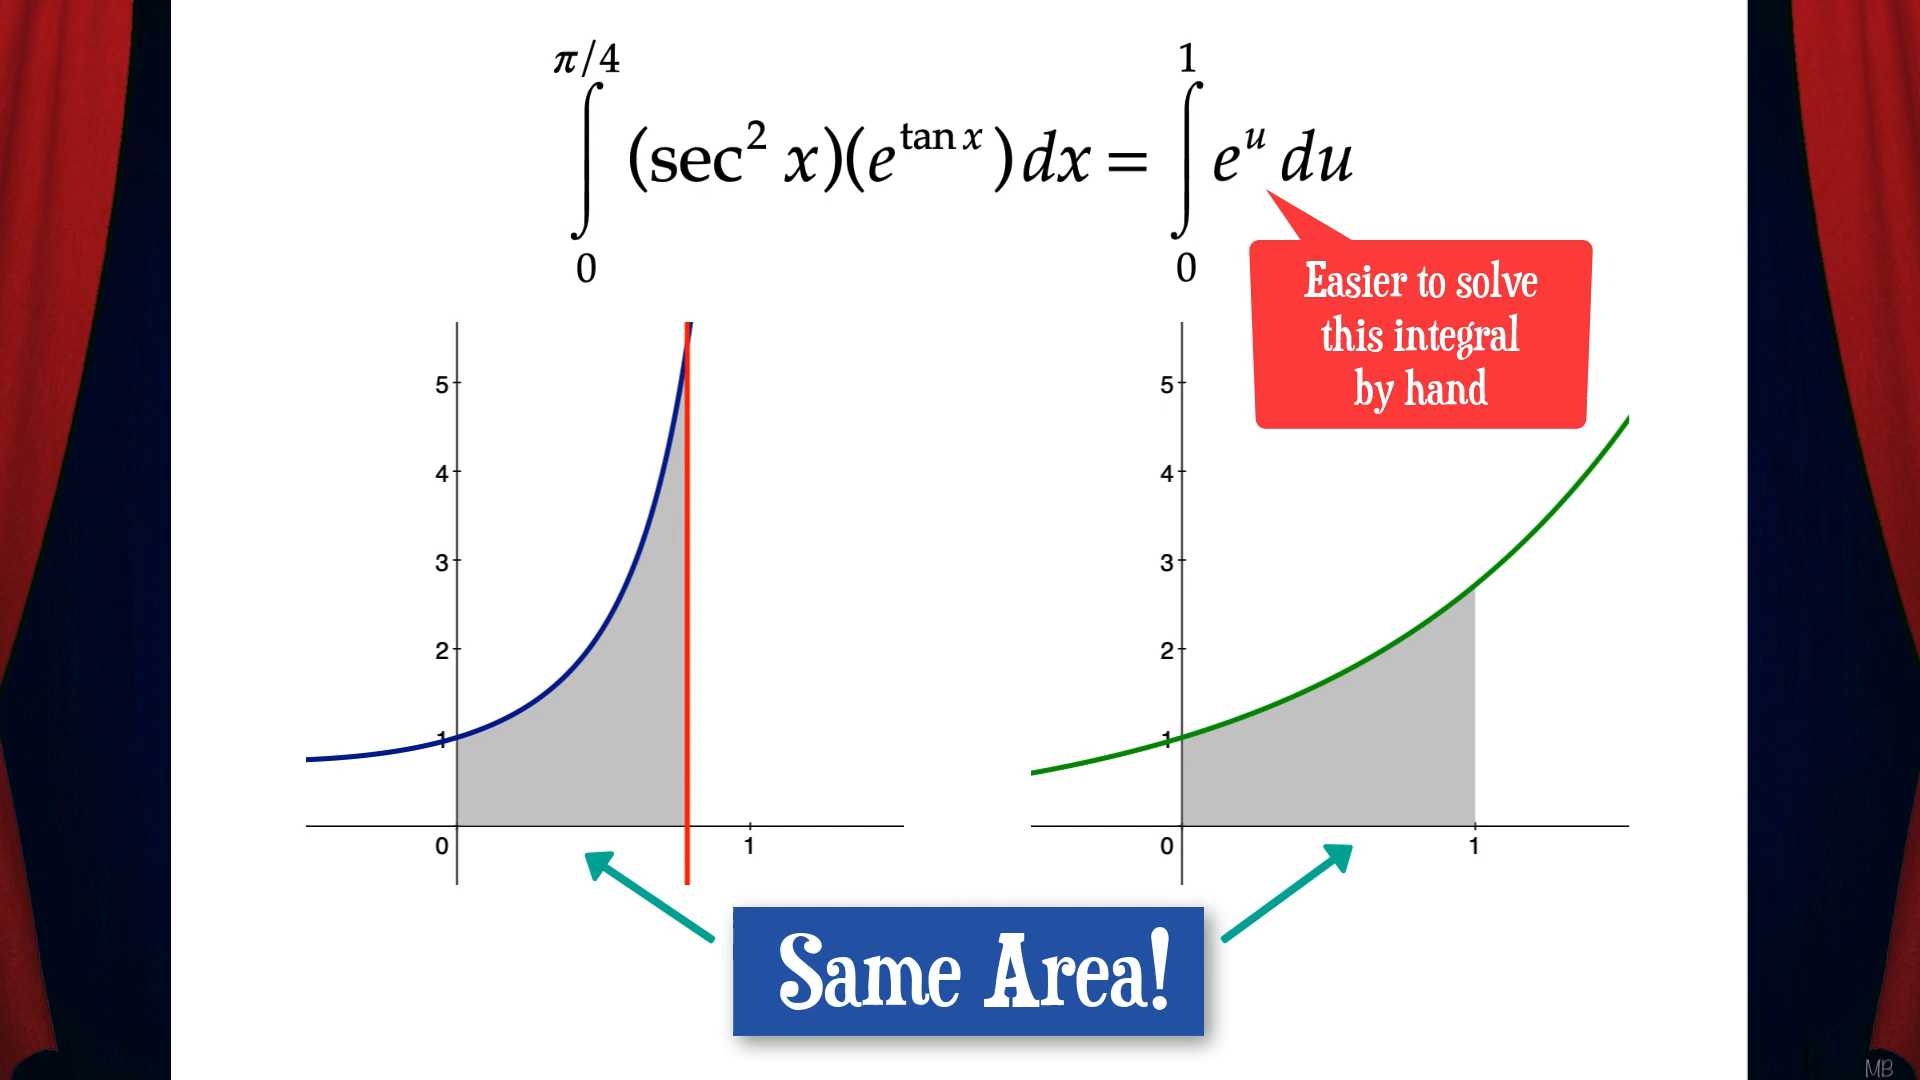 π/4 1
∫ (sec² x)(e^{tan x}) dx = ∫ e^u du
0 0
Easier to solve
this integral
by hand
5
4
3
2
1
0 1
5
4
3
2
1
0 1
Same Area!
MB